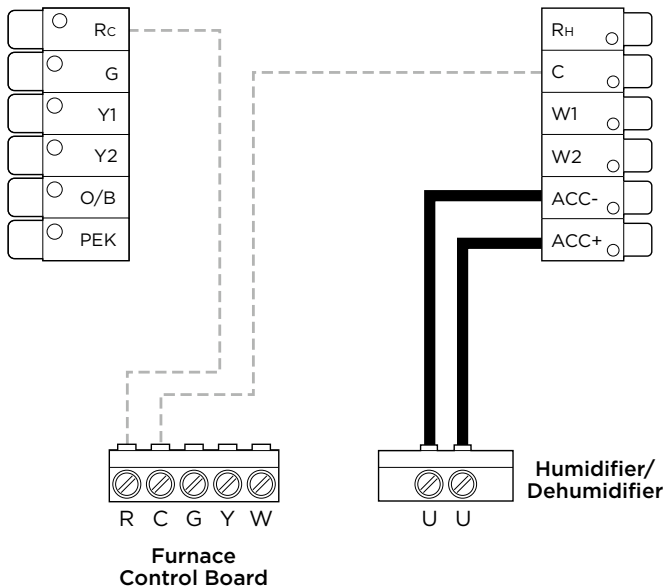 Rc
G
Y1
Y2
O/B
PEK
RH
C
W1
W2
ACC-
ACC+
R C G Y W
Furnace
Control Board
U U
Humidifier/
Dehumidifier